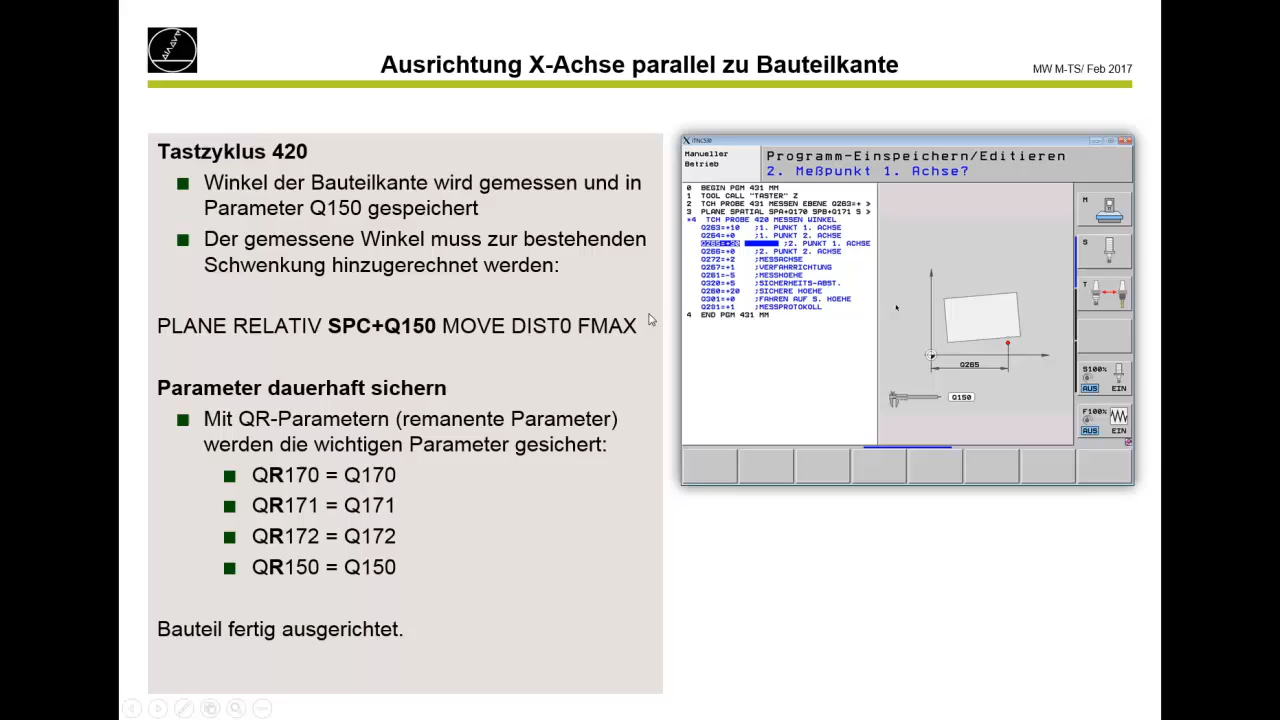 Ausrichtung X-Achse parallel zu Bauteilkante
MW M-TS/ Feb 2017
Tastzyklus 420
Winkel der Bauteilkante wird gemessen und in
Parameter Q150 gespeichert
Der gemessene Winkel muss zur bestehenden
Schwenkung hinzugerechnet werden:
PLANE RELATIV SPC+Q150 MOVE DIST0 FMAX
Parameter dauerhaft sichern
Mit QR-Parametern (remanente Parameter)
werden die wichtigen Parameter gesichert:
QR170 = Q170
QR171 = Q171
QR172 = Q172
QR150 = Q150
Bauteil fertig ausgerichtet.
Manueller
Betrieb
Programm-Einspeichern/Editieren
2. Meßpunkt 1. Achse?
0 BEGIN PGM 431 MM
1 TOOL CALL "TASTER" Z
2 TCH PROBE 431 MESSEN EBENE Q263=+ »
3 PLANE SPATIAL SPA+Q170 SPB+Q171 S »
*4 TCH PROBE 420 MESSEN WINKEL
Q263=+10 ;1. PUNKT 1. ACHSE
Q264=+0 ;1. PUNKT 2. ACHSE
;2. PUNKT 1. ACHSE
Q266=+0 ;2. PUNKT 2. ACHSE
Q272=+2 ;MESSACHSE
Q267=+1 ;VERFAHRRICHTUNG
Q261=-5 ;MESSHOEHE
Q320=+5 ;SICHERHEITS-ABST.
Q260=+20 ;SICHERE HOEHE
Q301=+0 ;FAHREN AUF S. HOEHE
Q281=+1 ;MESSPROTOKOLL
4 END PGM 431 MM
Q265
Q150
M
S
T
S100%
AUS EIN
F100%
AUS EIN